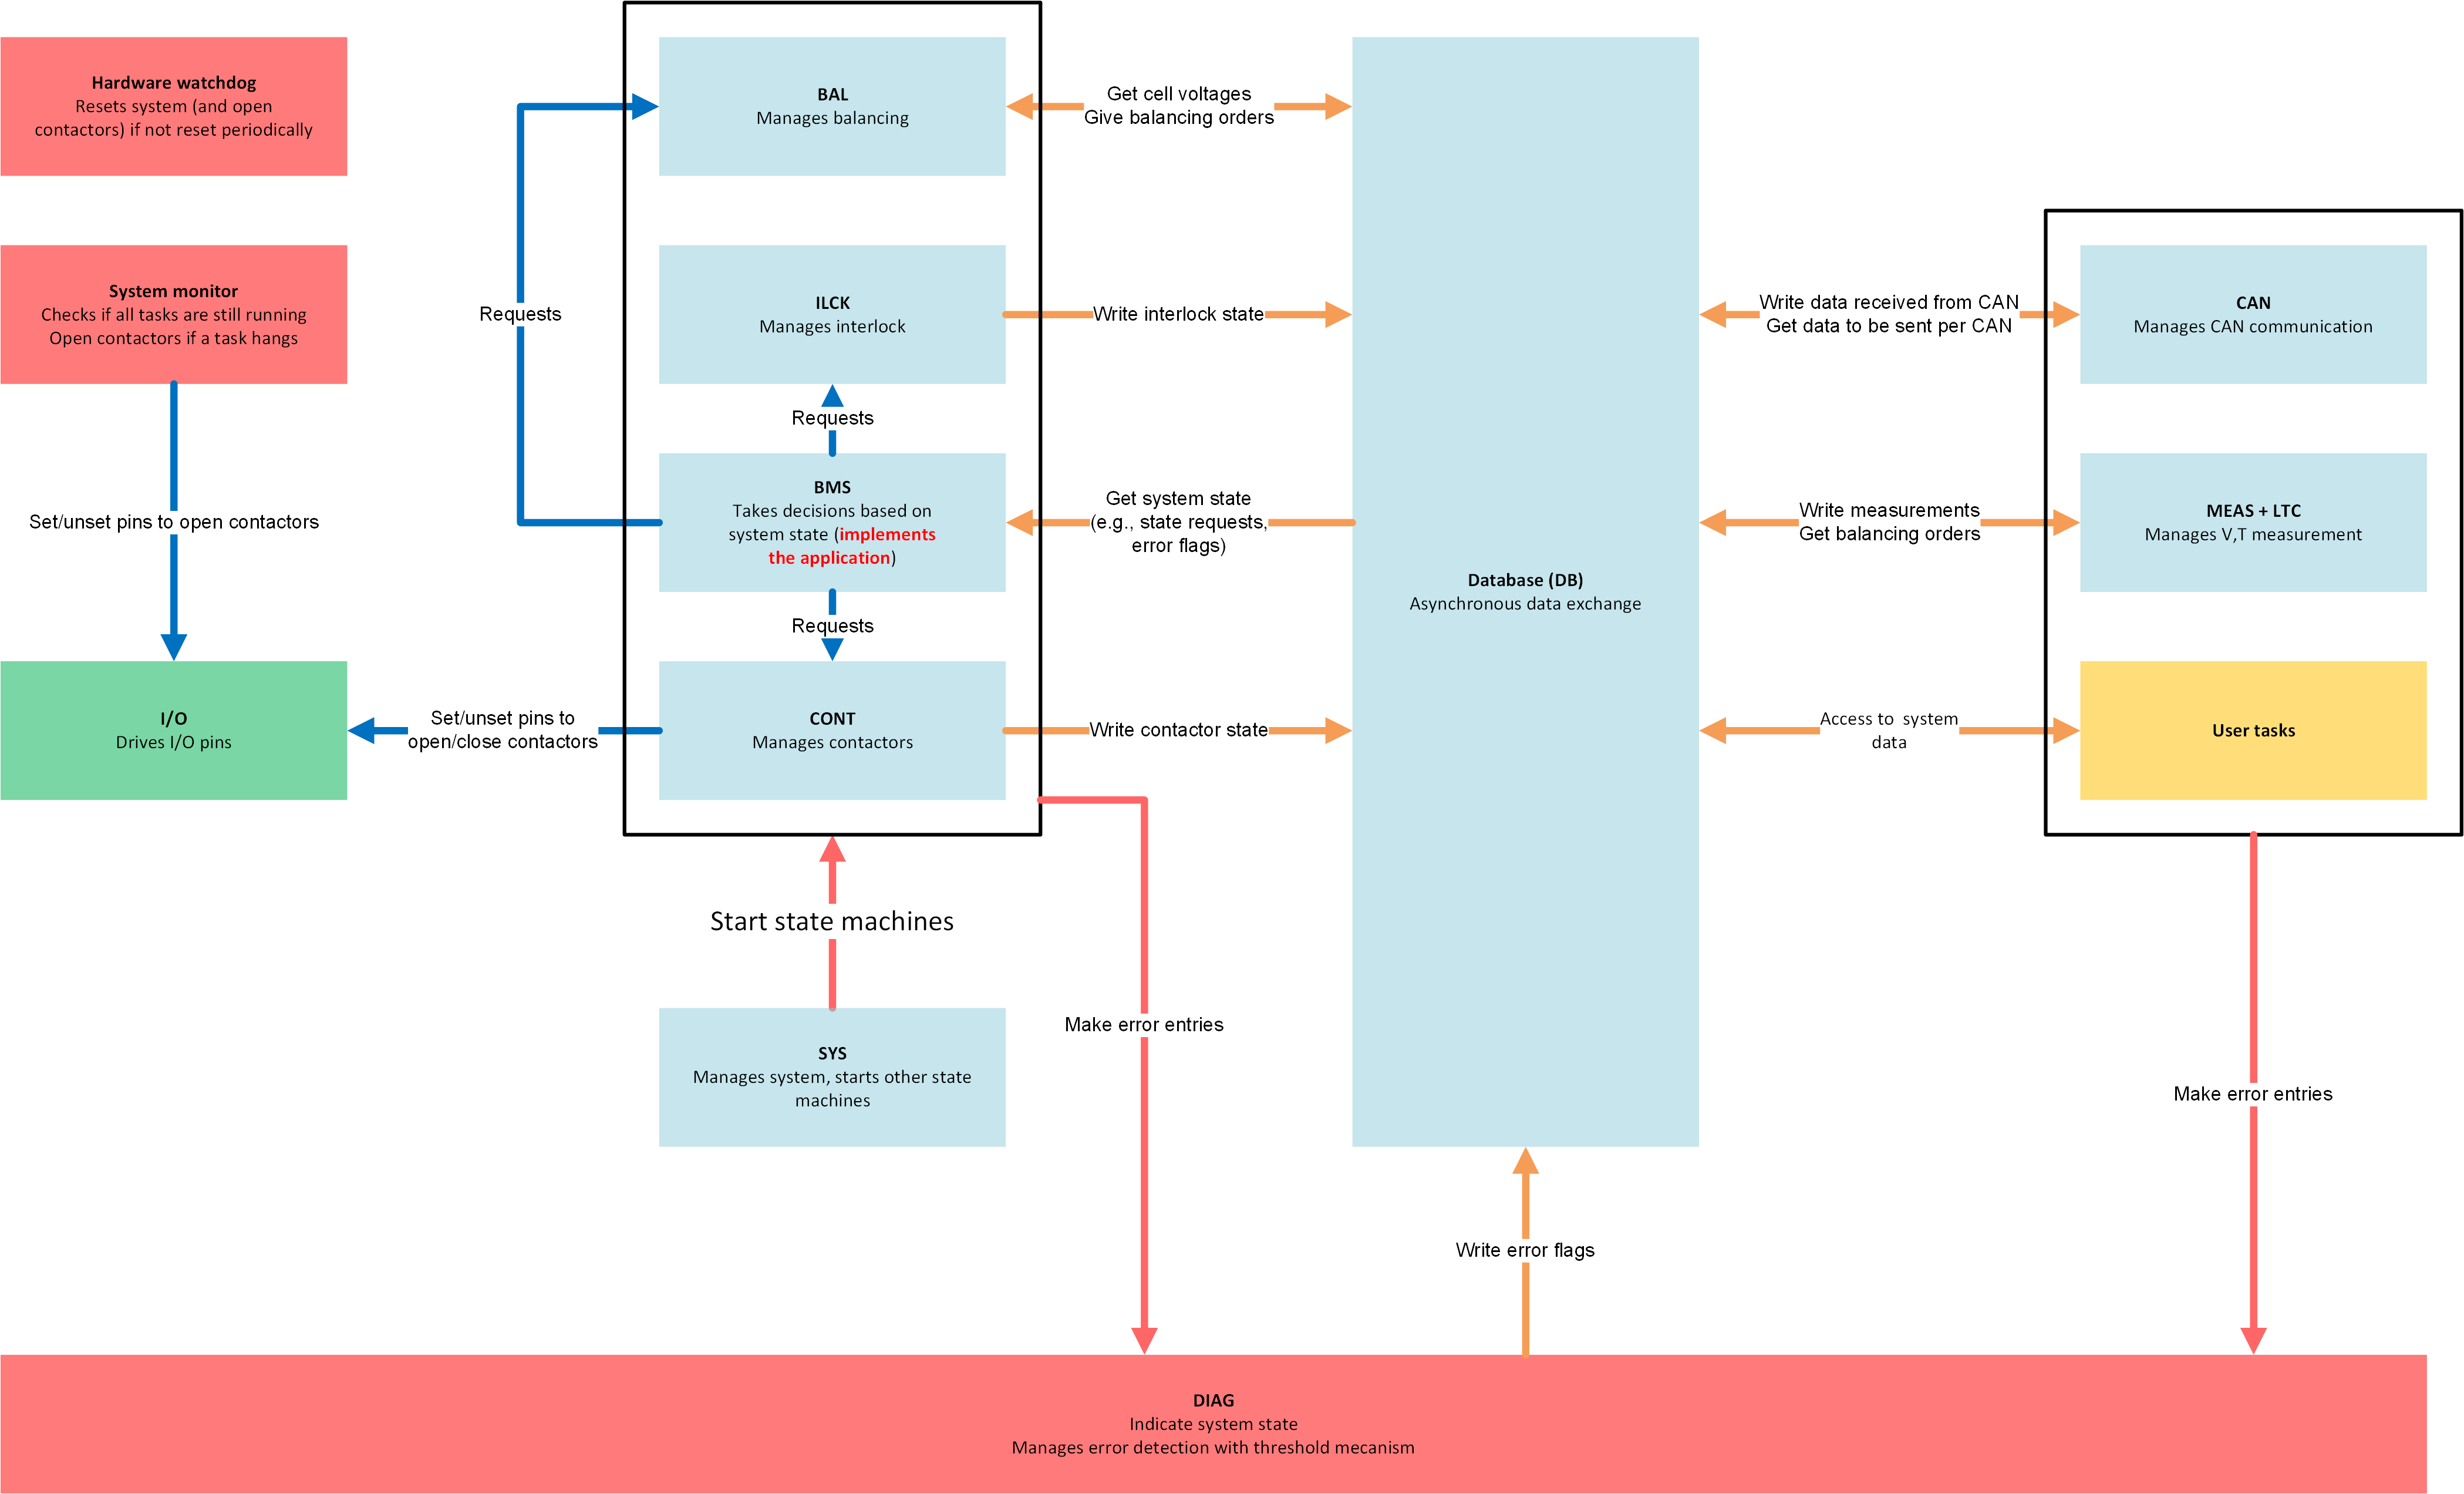 Hardware watchdog
Resets system (and open
contactors) if not reset periodically
System monitor
Checks if all tasks are still running
Open contactors if a task hangs
Set/unset pins to open contactors
I/O
Drives I/O pins
Set/unset pins to
open/close contactors
Requests
BAL
Manages balancing
ILCK
Manages interlock
Requests
BMS
Takes decisions based on
system state (implements
the application)
Requests
CONT
Manages contactors
Start state machines
SYS
Manages system, starts other state
machines
Get cell voltages
Give balancing orders
Write interlock state
Get system state
(e.g., state requests,
error flags)
Write contactor state
Make error entries
Database (DB)
Asynchronous data exchange
Write error flags
Write data received from CAN
Get data to be sent per CAN
Write measurements
Get balancing orders
Access to system
data
CAN
Manages CAN communication
MEAS + LTC
Manages V,T measurement
User tasks
Make error entries
DIAG
Indicate system state
Manages error detection with threshold mecanism